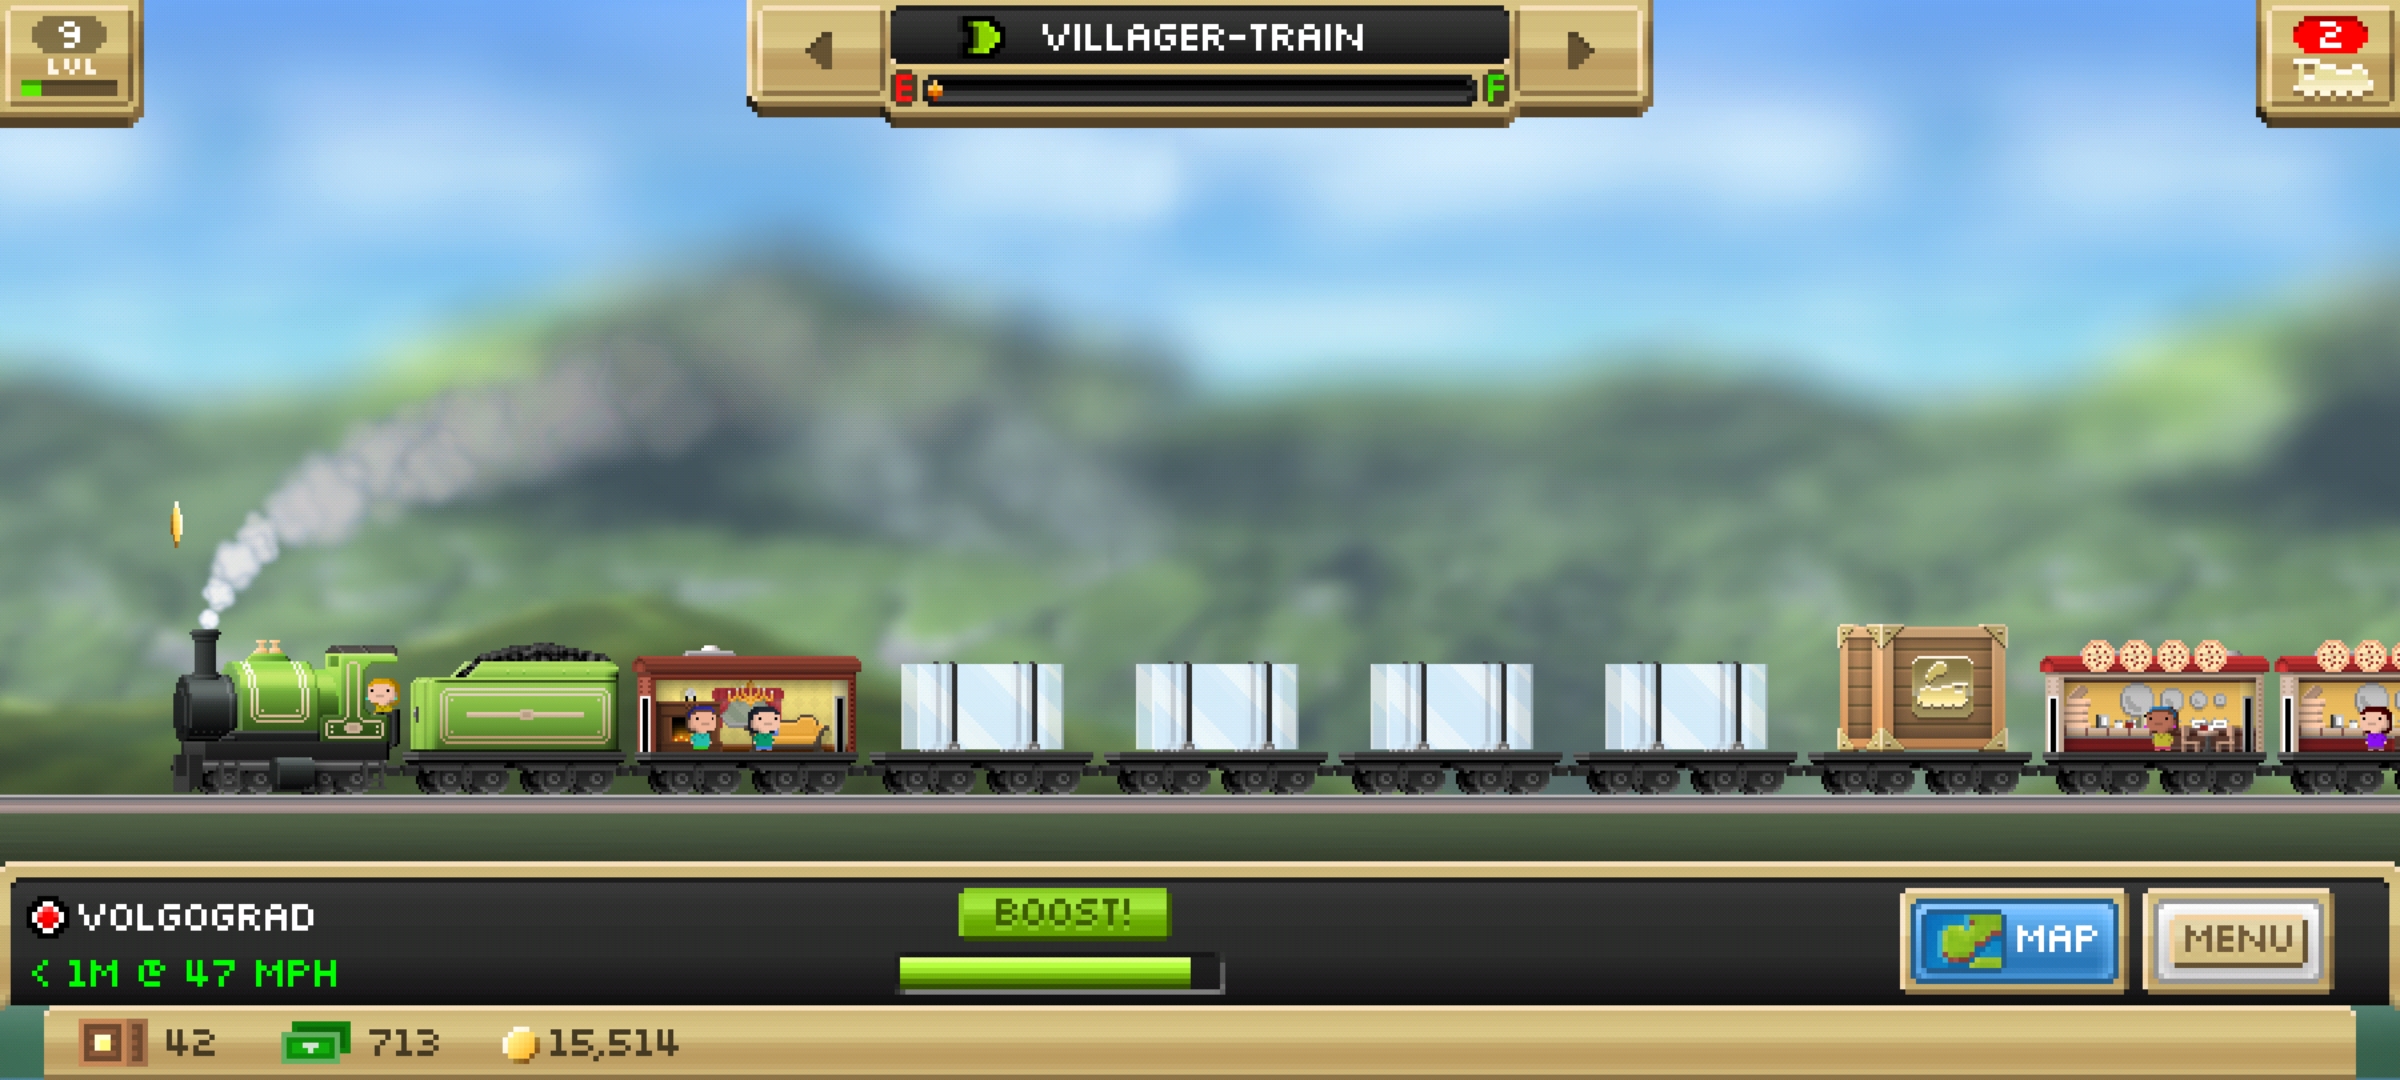 9
LVL
VILLAGER-TRAIN
E F
2
VOLGOGRAD
< 1M @ 47 MPH
BOOST!
MAP
MENU
42
713
15,514